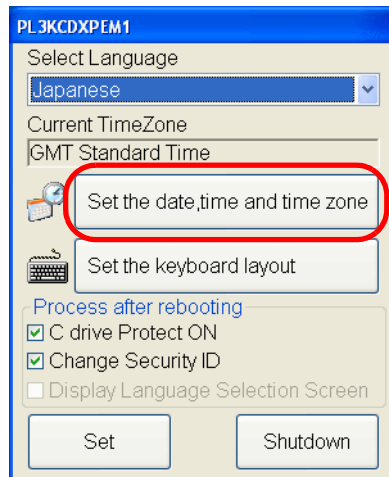 PL3KCDXPEM1
Select Language
Japanese
Current TimeZone
GMT Standard Time
Set the date,time and time zone
Set the keyboard layout
Process after rebooting
C drive Protect ON
Change Security ID
Display Language Selection Screen
Set
Shutdown